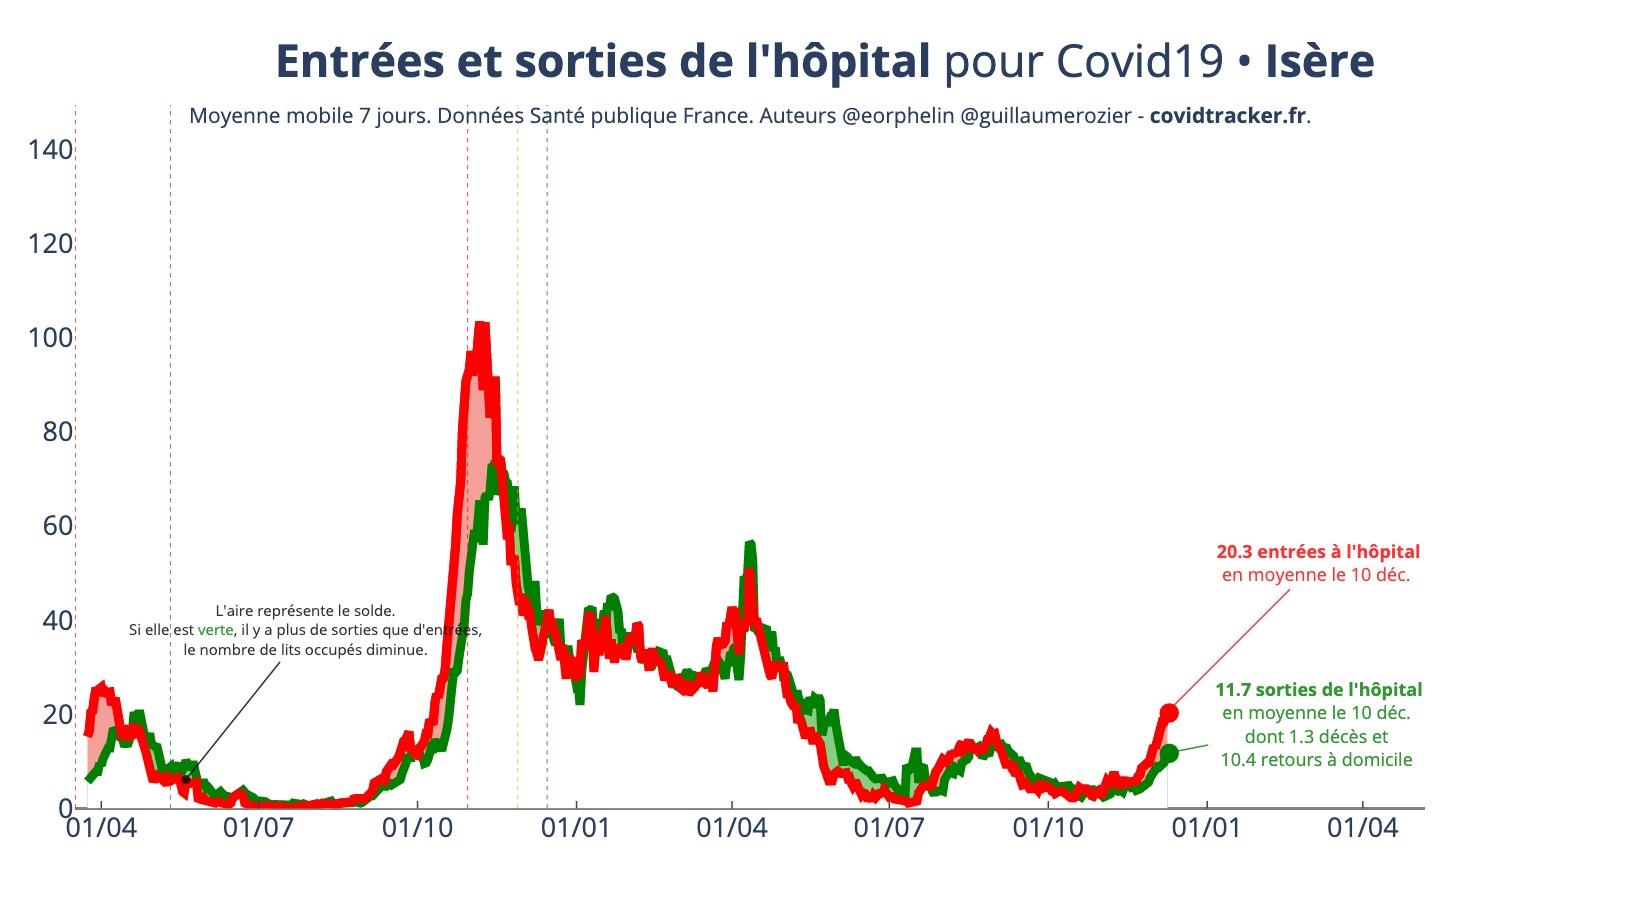 Entrées et sorties de l'hôpital pour Covid19 • Isère
Moyenne mobile 7 jours. Données Santé publique France. Auteurs @eorphelin @guillaumerozier - covidtracker.fr.
140
120
100
80
60
40
20
0
L'aire représente le solde.
Si elle est verte, il y a plus de sorties que d'entrées,
le nombre de lits occupés diminue.
20.3 entrées à l'hôpital
en moyenne le 10 déc.
11.7 sorties de l'hôpital
en moyenne le 10 déc.
dont 1.3 décès et
10.4 retours à domicile
01/04 01/07 01/10 01/01 01/04 01/07 01/10 01/01 01/04